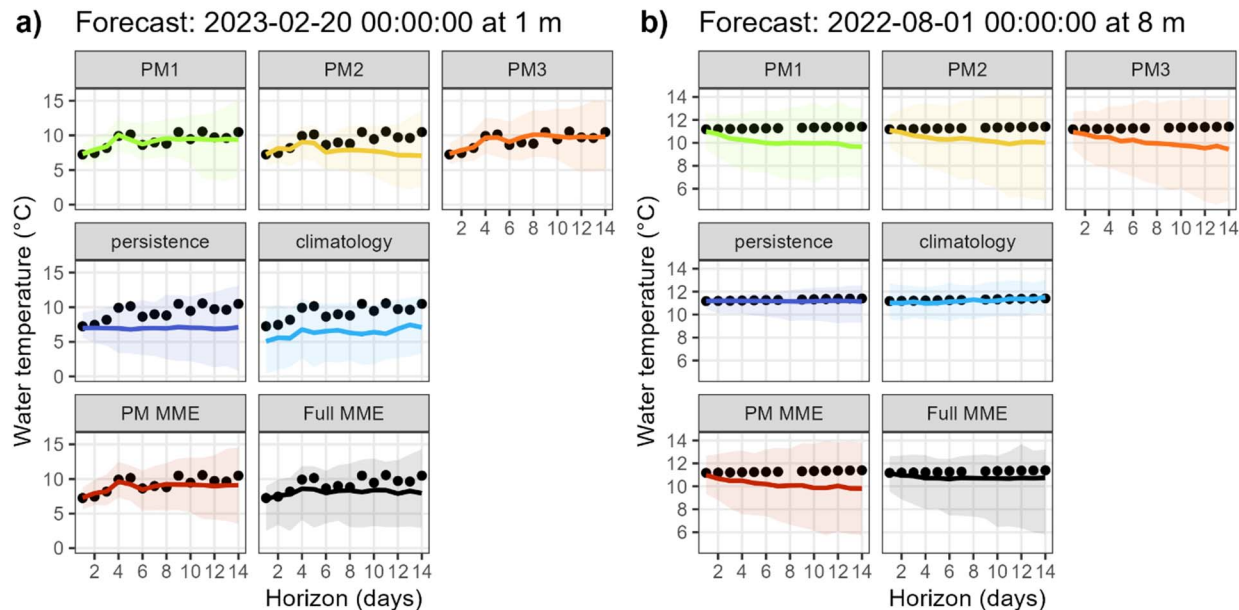 a) Forecast: 2023-02-20 00:00:00 at 1 m
PM1 PM2 PM3
15
10
5
0
2 4 6 8 10 12 14
persistence climatology
15
10
5
0
PM MME Full MME
15
10
5
0
2 4 6 8 10 12 14 2 4 6 8 10 12 14
Water temperature (°C)
Horizon (days)
b) Forecast: 2022-08-01 00:00:00 at 8 m
PM1 PM2 PM3
14
12
10
8
6
2 4 6 8 10 12 14
persistence climatology
14
12
10
8
6
PM MME Full MME
14
12
10
8
6
2 4 6 8 10 12 14 2 4 6 8 10 12 14
Water temperature (°C)
Horizon (days)